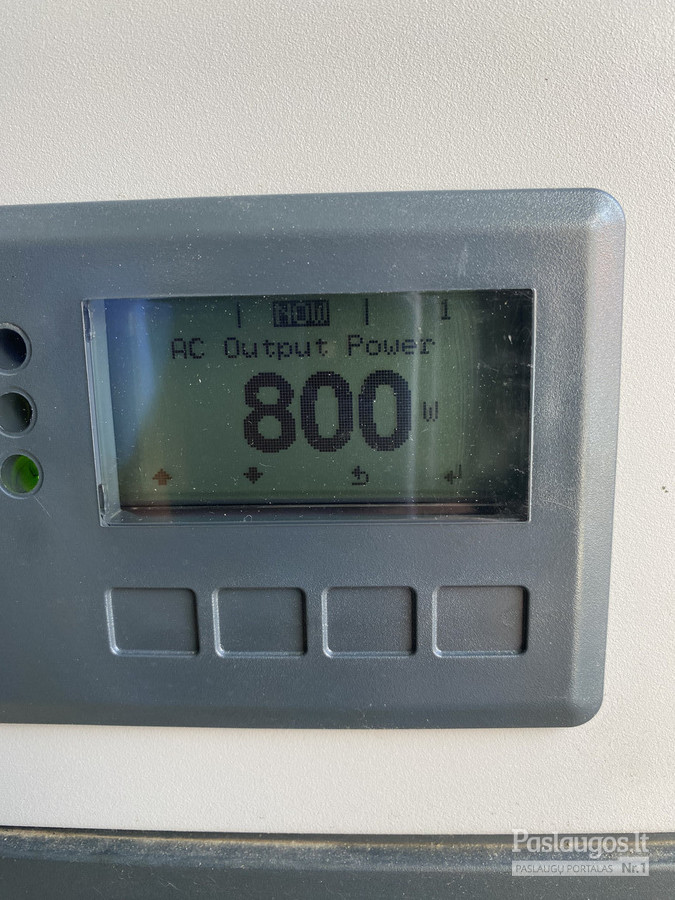 | NOW | 1
AC Output Power
800 W
Paslaugos.lt
PASLAUGŲ PORTALAS Nr.1